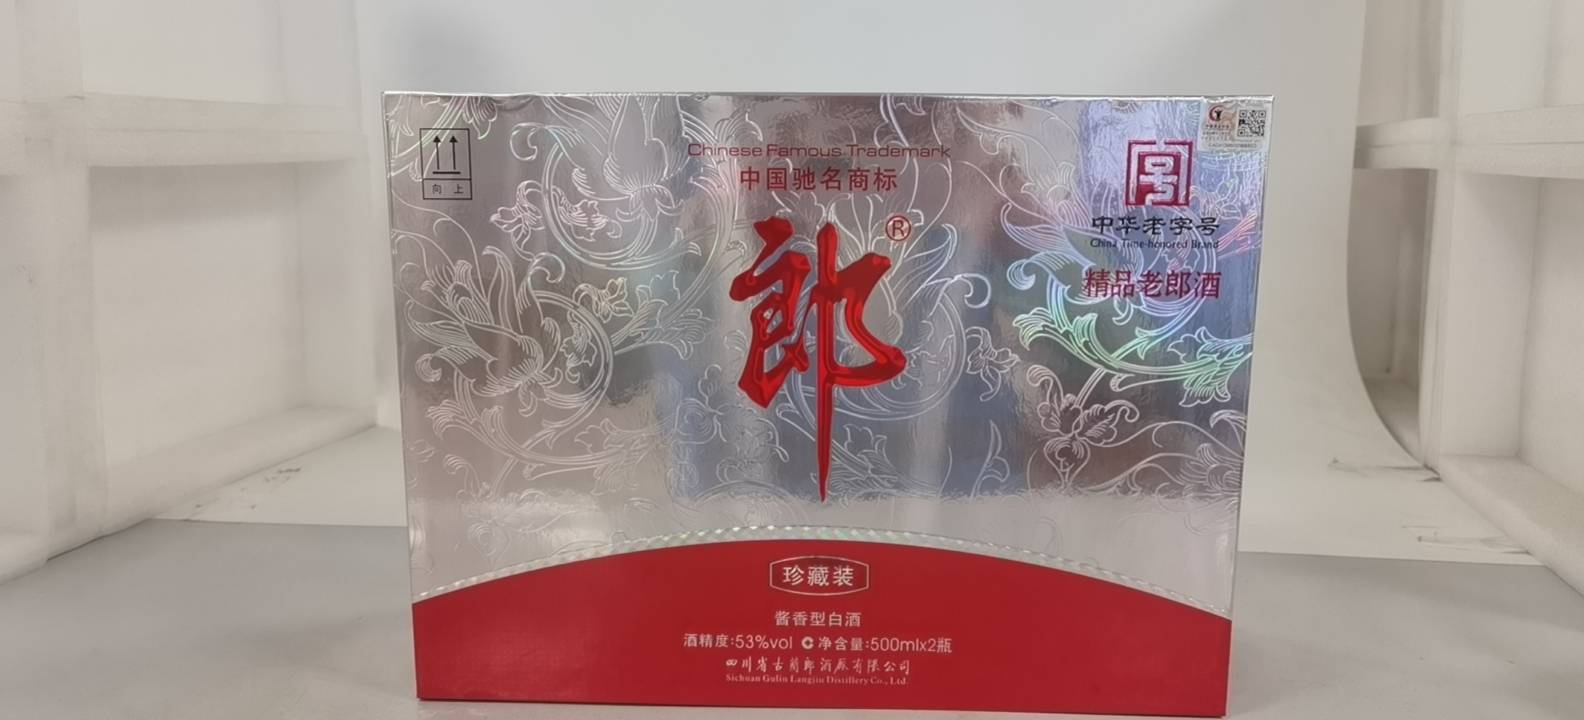 向上
Chinese Famous Trademark
中国驰名商标
郎®
号
中华老字号
China Time-honored Brand
精品老郎酒
珍藏装
酱香型白酒
酒精度:53%vol 净含量:500mlx2瓶
四川省古蔺郎酒厂有限公司
Sichuan Gulin Langjiu Distillery Co., Ltd.